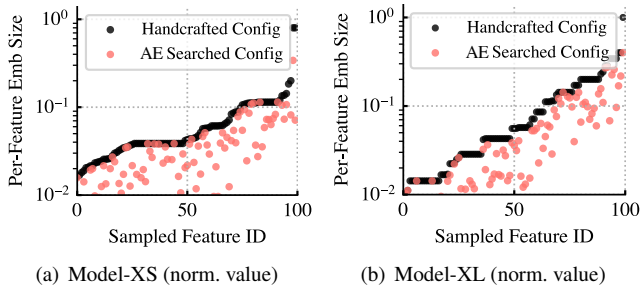 10⁰
10⁻¹
10⁻²
Per-Feature Emb Size
Handcrafted Config
AE Searched Config
0
50
100
Sampled Feature ID
(a) Model-XS (norm. value)
10⁰
10⁻¹
10⁻²
Per-Feature Emb Size
Handcrafted Config
AE Searched Config
0
50
100
Sampled Feature ID
(b) Model-XL (norm. value)